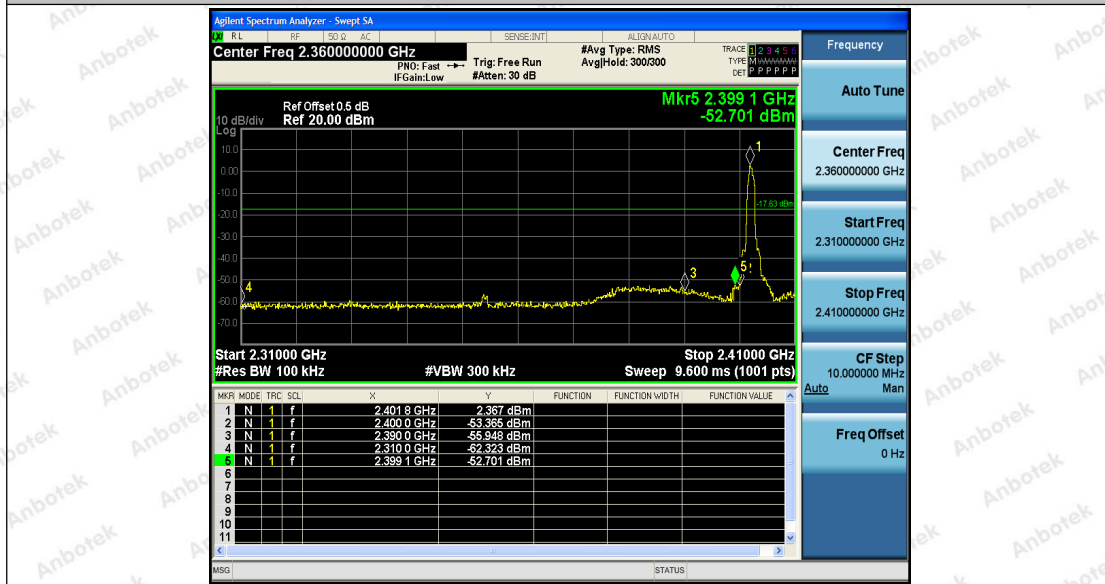 Agilent Spectrum Analyzer - Swept SA
LXI RL RF 50 Ω AC SENSE:INT ALIGN AUTO
Center Freq 2.360000000 GHz
PNO: Fast
IFGain:Low
Trig: Free Run
#Atten: 30 dB
#Avg Type: RMS
Avg|Hold: 300/300
TRACE 1 2 3 4 5 6
TYPE M W W W W W
DET P P P P P P
Mkr5 2.399 1 GHz
-52.701 dBm
Ref Offset 0.5 dB
10 dB/div Ref 20.00 dBm
Log
10.0
0.00
-10.0
-20.0
-30.0
-40.0
-50.0
-60.0
-70.0
-17.63 dBm
1
3
4
5
Start 2.31000 GHz Stop 2.41000 GHz
#Res BW 100 kHz #VBW 300 kHz Sweep 9.600 ms (1001 pts)
MKR MODE TRC SCL X Y FUNCTION FUNCTION WIDTH FUNCTION VALUE
1 N 1 f 2.401 8 GHz 2.367 dBm
2 N 1 f 2.400 0 GHz -53.365 dBm
3 N 1 f 2.390 0 GHz -55.948 dBm
4 N 1 f 2.310 0 GHz -62.323 dBm
5 N 1 f 2.399 1 GHz -52.701 dBm
6
7
8
9
10
11
MSG STATUS
Frequency
Auto Tune
Center Freq
2.360000000 GHz
Start Freq
2.310000000 GHz
Stop Freq
2.410000000 GHz
CF Step
10.000000 MHz
Auto Man
Freq Offset
0 Hz
Anbotek